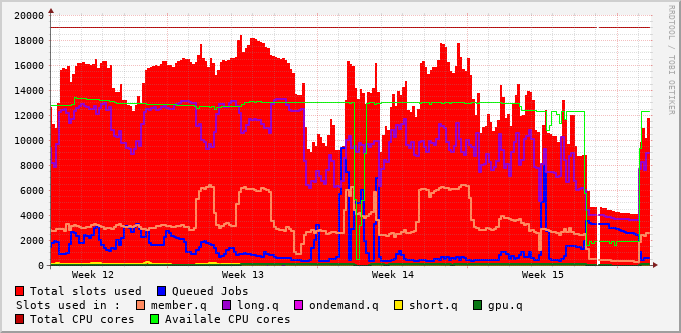 20000
18000
16000
14000
12000
10000
8000
6000
4000
2000
0
Week 12 Week 13 Week 14 Week 15
Total slots used Queued Jobs
Slots used in : member.q long.q ondemand.q short.q gpu.q
Total CPU cores Availale CPU cores
RRDTOOL / TOBI OETIKER